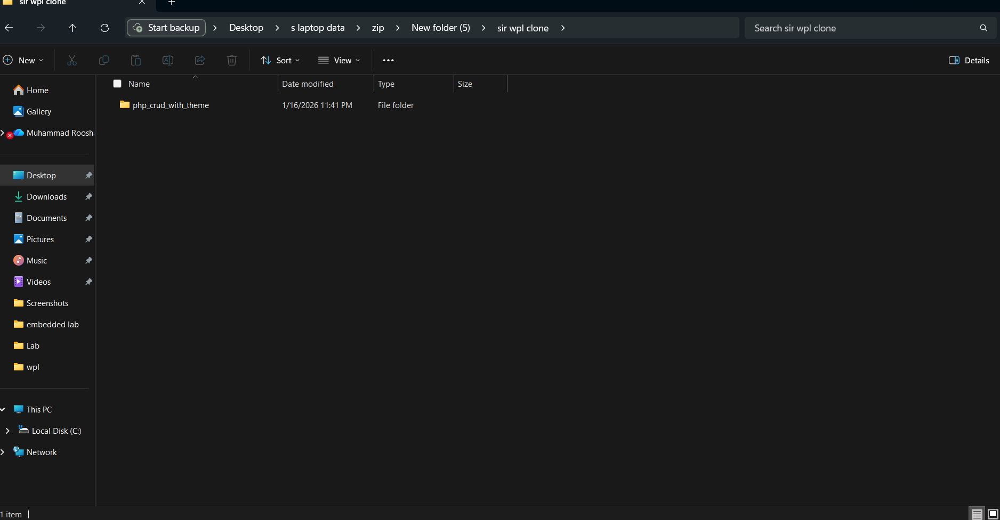 sir wpl clone
Start backup > Desktop > s laptop data > zip > New folder (5) > sir wpl clone >
Search sir wpl clone
New
Sort
View
Details
Name Date modified Type Size
php_crud_with_theme 1/16/2026 11:41 PM File folder
Home
Gallery
Muhammad Roosha
Desktop
Downloads
Documents
Pictures
Music
Videos
Screenshots
embedded lab
Lab
wpl
This PC
Local Disk (C:)
Network
1 item